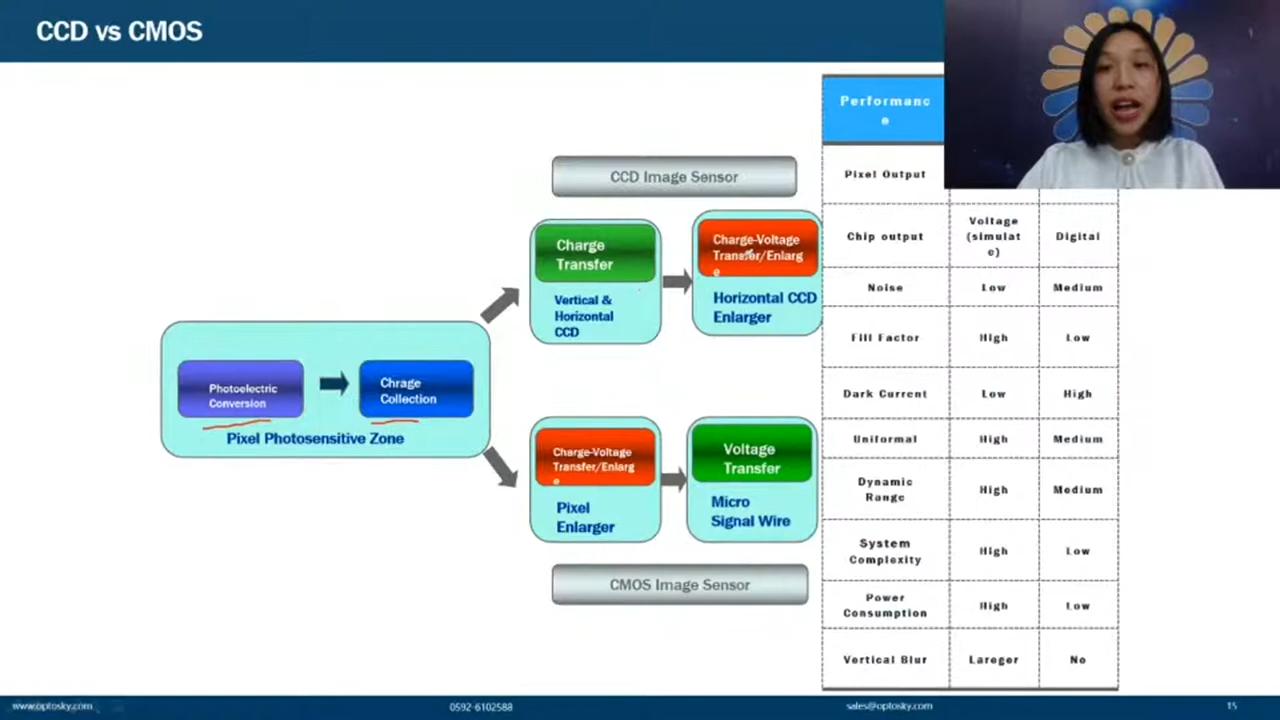 CCD vs CMOS
CCD Image Sensor
Charge
Transfer
Vertical &
Horizontal
CCD
Charge-Voltage
Transfer/Enlarg
e
Horizontal CCD
Enlarger
Photoelectric
Conversion
Chrage
Collection
Pixel Photosensitive Zone
Charge-Voltage
Transfer/Enlarg
e
Pixel
Enlarger
Voltage
Transfer
Micro
Signal Wire
CMOS Image Sensor
Performanc
e
Pixel Output
Chip output
Voltage
(simulat
e)
Digital
Noise Low Medium
Fill Factor High Low
Dark Current Low High
Uniformal High Medium
Dynamic
Range
High Medium
System
Complexity
High Low
Power
Consumption
High Low
Vertical Blur Lareger No
www.optosky.com 0592-6102588 sales@optosky.com 15